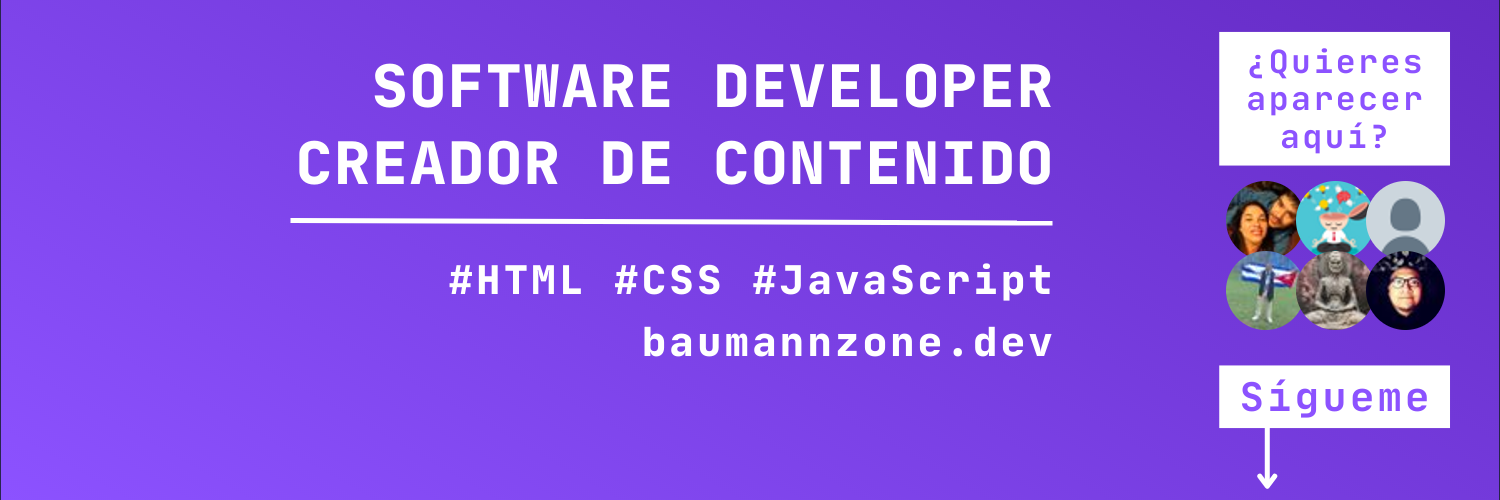 SOFTWARE DEVELOPER
CREADOR DE CONTENIDO
#HTML #CSS #JavaScript
baumannzone.dev
¿Quieres
aparecer
aquí?
Sígueme